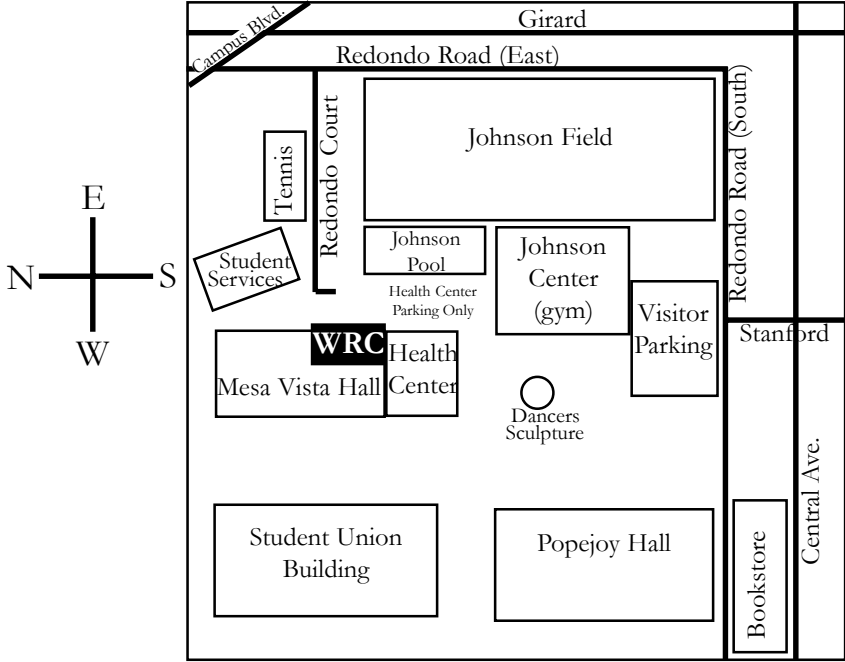 Girard
Campus Blvd.
Redondo Road (East)
Redondo Court
Johnson Field
Redondo Road (South)
Tennis
E
N
S
W
Student
Services
Johnson
Pool
Johnson
Center
(gym)
Health Center
Parking Only
Visitor
Parking
Stanford
WRC
Mesa Vista Hall
Health
Center
Dancers
Sculpture
Central Ave.
Student Union
Building
Popejoy Hall
Bookstore